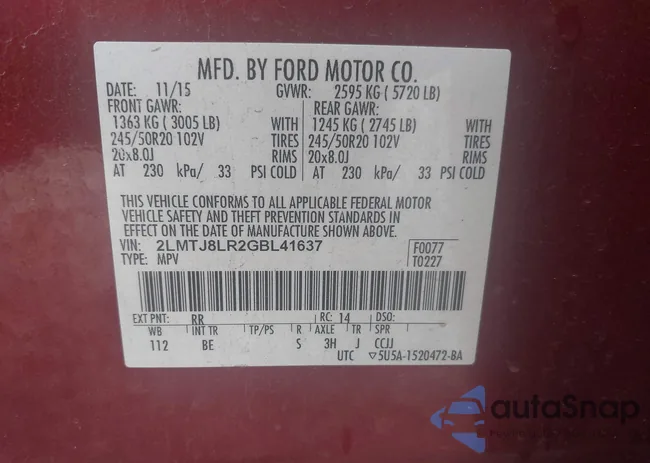 MFD. BY FORD MOTOR CO.
DATE: 11/15 GVWR: 2595 KG ( 5720 LB)
FRONT GAWR: REAR GAWR:
1363 KG ( 3005 LB) WITH 1245 KG ( 2745 LB) WITH
245/50R20 102V TIRES 245/50R20 102V TIRES
20x8.0J RIMS 20x8.0J RIMS
AT 230 kPa/ 33 PSI COLD AT 230 kPa/ 33 PSI COLD
THIS VEHICLE CONFORMS TO ALL APPLICABLE FEDERAL MOTOR
VEHICLE SAFETY AND THEFT PREVENTION STANDARDS IN
EFFECT ON THE DATE OF MANUFACTURE SHOWN ABOVE.
VIN: 2LMTJ8LR2GBL41637 F0077
TYPE: MPV T0227
EXT PNT: RR RC: 14 DSO:
WB INT TR TP/PS R AXLE TR SPR
112 BE S 3H J CCJJ
UTC ▽5U5A-1520472-BA
autoSnap